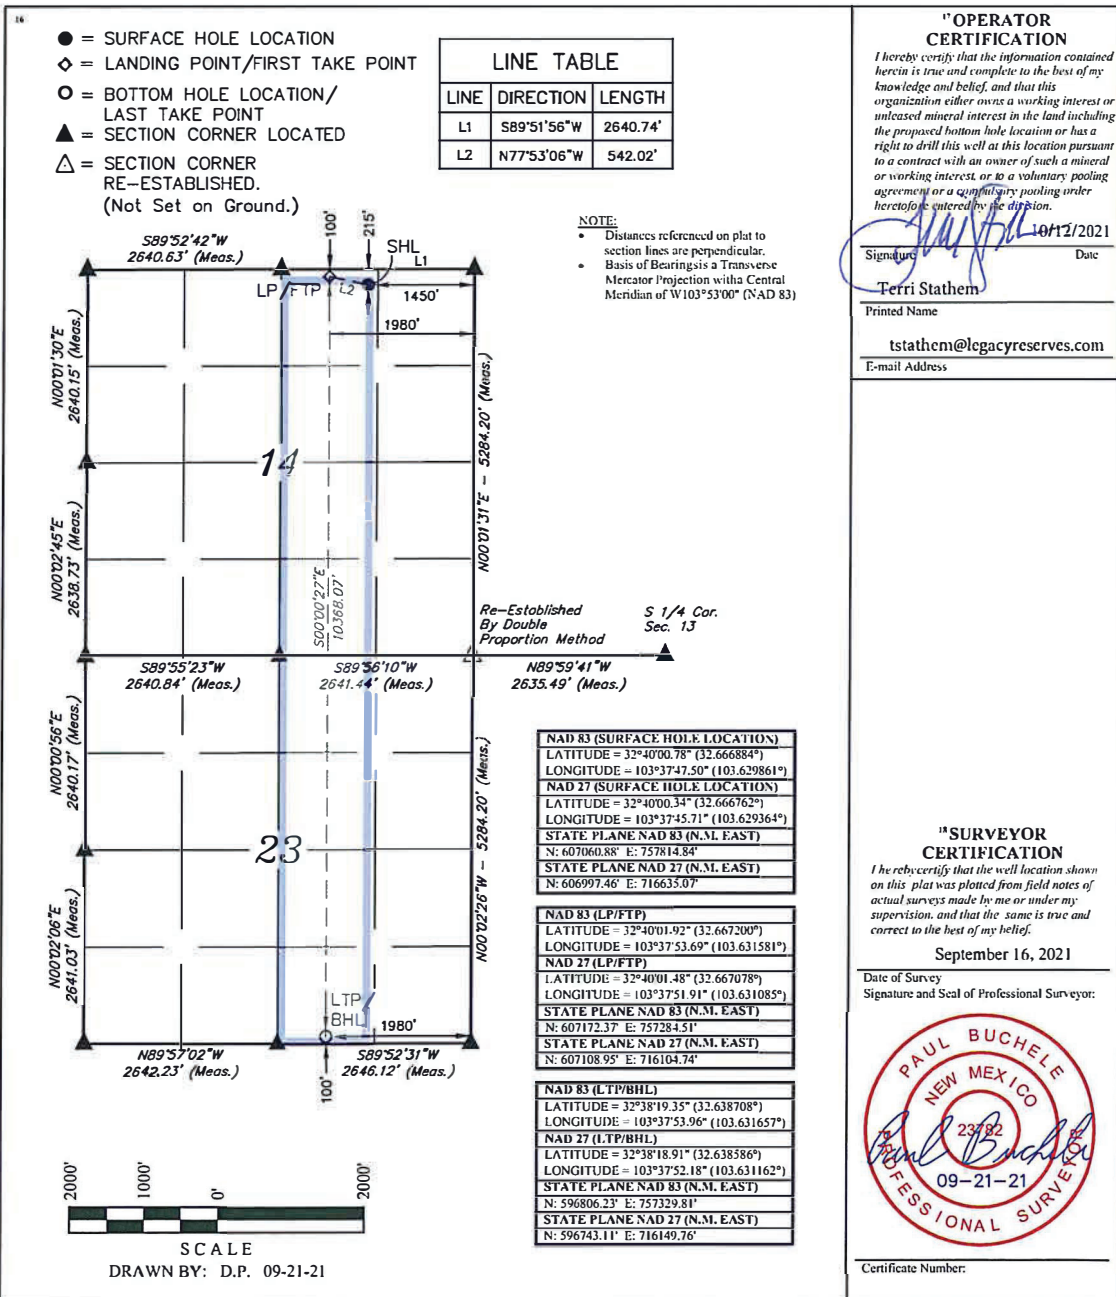 16
● = SURFACE HOLE LOCATION
◇ = LANDING POINT/FIRST TAKE POINT
O = BOTTOM HOLE LOCATION/
LAST TAKE POINT
▲ = SECTION CORNER LOCATED
△ = SECTION CORNER
RE-ESTABLISHED.
(Not Set on Ground.)
LINE TABLE
LINE DIRECTION LENGTH
L1 S89°51'56"W 2640.74'
L2 N77°53'06"W 542.02'
NOTE:
• Distances referenced on plat to
section lines are perpendicular.
• Basis of Bearingsis a Transverse
Mercator Projection witha Central
Meridian of W103°53'00" (NAD 83)
S89°52'42"W
2640.63' (Meas.)
100'
215'
SHL
L1
LP/FTP
L2
1450'
1980'
N00°01'30"E
2640.15' (Meas.)
14
N00°01'31"E - 5284.20' (Meas.)
N00°02'45"E
2638.73' (Meas.)
S00°00'27"E
10368.07'
Re-Established
By Double
Proportion Method
S 1/4 Cor.
Sec. 13
S89°55'23"W
2640.84' (Meas.)
S89°56'10"W
2641.44' (Meas.)
N89°59'41"W
2635.49' (Meas.)
N00°00'56"E
2640.17' (Meas.)
23
N00°02'26"W - 5284.20' (Meas.)
N00°02'06"E
2641.03' (Meas.)
LTP/
BHL
1980'
N89°57'02"W
2642.23' (Meas.)
S89°52'31"W
2646.12' (Meas.)
100'
NAD 83 (SURFACE HOLE LOCATION)
LATITUDE = 32°40'00.78" (32.666884°)
LONGITUDE = 103°37'47.50" (103.629861°)
NAD 27 (SURFACE HOLE LOCATION)
LATITUDE = 32°40'00.34" (32.666762°)
LONGITUDE = 103°37'45.71" (103.629364°)
STATE PLANE NAD 83 (N.M. EAST)
N: 607060.88' E: 757814.84'
STATE PLANE NAD 27 (N.M. EAST)
N: 606997.46' E: 716635.07'
NAD 83 (LP/FTP)
LATITUDE = 32°40'01.92" (32.667200°)
LONGITUDE = 103°37'53.69" (103.631581°)
NAD 27 (LP/FTP)
LATITUDE = 32°40'01.48" (32.667078°)
LONGITUDE = 103°37'51.91" (103.631085°)
STATE PLANE NAD 83 (N.M. EAST)
N: 607172.37' E: 757284.51'
STATE PLANE NAD 27 (N.M. EAST)
N: 607108.95' E: 716104.74'
NAD 83 (LTP/BHL)
LATITUDE = 32°38'19.35" (32.638708°)
LONGITUDE = 103°37'53.96" (103.631657°)
NAD 27 (LTP/BHL)
LATITUDE = 32°38'18.91" (32.638586°)
LONGITUDE = 103°37'52.18" (103.631162°)
STATE PLANE NAD 83 (N.M. EAST)
N: 596806.23' E: 757329.81'
STATE PLANE NAD 27 (N.M. EAST)
N: 596743.11' E: 716149.76'
2000' 1000' 0' 2000'
SCALE
DRAWN BY: D.P. 09-21-21
17 OPERATOR
CERTIFICATION
I hereby certify that the information contained
herein is true and complete to the best of my
knowledge and belief, and that this
organization either owns a working interest or
unleased mineral interest in the land including
the proposed bottom hole location or has a
right to drill this well at this location pursuant
to a contract with an owner of such a mineral
or working interest, or to a voluntary pooling
agreement or a compulsory pooling order
heretofore entered by the division.
10/12/2021
Signature Date
Terri Stathem
Printed Name
tstathem@legacyreserves.com
E-mail Address
18 SURVEYOR
CERTIFICATION
I herebycertify that the well location shown
on this plat was plotted from field notes of
actual surveys made by me or under my
supervision, and that the same is true and
correct to the best of my belief.
September 16, 2021
Date of Survey
Signature and Seal of Professional Surveyor:
PAUL BUCHELE
NEW MEXICO
23782
Paul Buchele
09-21-21
PROFESSIONAL SURVEYOR
Certificate Number: